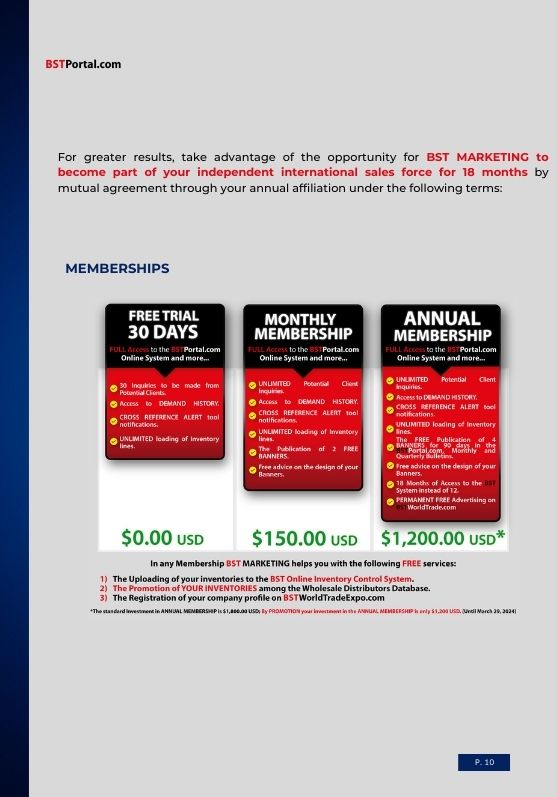 BSTPortal.com
For greater results, take advantage of the opportunity for BST MARKETING to
become part of your independent international sales force for 18 months by
mutual agreement through your annual affiliation under the following terms:
MEMBERSHIPS
FREE TRIAL
30 DAYS
FULL Access to the BSTPortal.com
Online System and more...
30 Inquiries to be made from
Potential Clients.
Access to DEMAND HISTORY.
CROSS REFERENCE ALERT tool
notifications.
UNLIMITED loading of Inventory
lines.
$0.00 USD
MONTHLY
MEMBERSHIP
FULL Access to the BSTPortal.com
Online System and more...
UNLIMITED Potential Client
Inquiries.
Access to DEMAND HISTORY.
CROSS REFERENCE ALERT tool
notifications.
UNLIMITED loading of Inventory
lines.
The Publication of 2 FREE
BANNERS.
Free advice on the design of your
Banner.
$150.00 USD
ANNUAL
MEMBERSHIP
FULL Access to the BSTPortal.com
Online System and more...
UNLIMITED Potential Client
Inquiries.
Access to DEMAND HISTORY.
CROSS REFERENCE ALERT tool
notifications.
UNLIMITED loading of Inventory
lines.
The FREE Publication of 4
BANNERS for 90 days in the
BSTPortal.com, Monthly and
Quarterly Bulletins.
Free advice on the design of your
Banners.
18 Months of Access to the BST
System instead of 12.
PERMANENT FREE Advertising on
BSTWorldTrade.com
$1,200.00 USD*
In any Membership BST MARKETING helps you with the following FREE services:
1) The Uploading of your inventories to the BST Online Inventory Control System.
2) The Promotion of YOUR INVENTORIES among the Wholesale Distributors Database.
3) The Registration of your company profile on BSTWorldTradeExpo.com
*The standard Investment in ANNUAL MEMBERSHIP is $1,800.00 USD; By PROMOTION your investment in the ANNUAL MEMBERSHIP is only $1,200 USD. (Until March 29, 2024)
P. 10